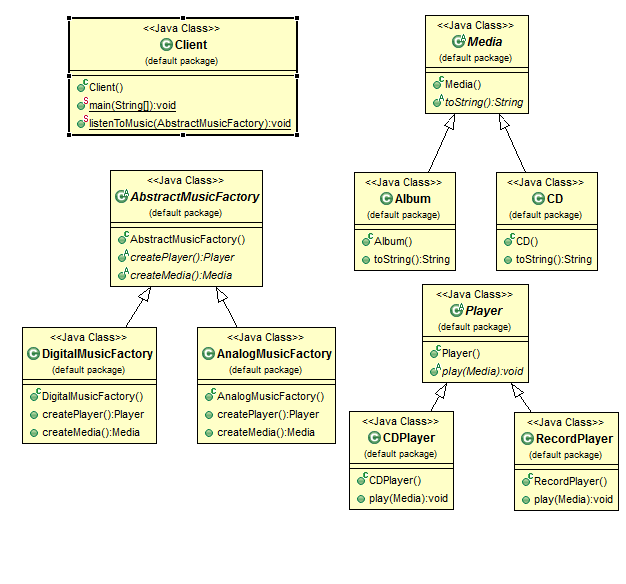 <<Java Class>>
Client
(default package)
Client()
main(String[]):void
listenToMusic(AbstractMusicFactory):void
<<Java Class>>
Media
(default package)
Media()
toString():String
<<Java Class>>
Album
(default package)
Album()
toString():String
<<Java Class>>
CD
(default package)
CD()
toString():String
<<Java Class>>
AbstractMusicFactory
(default package)
AbstractMusicFactory()
createPlayer():Player
createMedia():Media
<<Java Class>>
DigitalMusicFactory
(default package)
DigitalMusicFactory()
createPlayer():Player
createMedia():Media
<<Java Class>>
AnalogMusicFactory
(default package)
AnalogMusicFactory()
createPlayer():Player
createMedia():Media
<<Java Class>>
Player
(default package)
Player()
play(Media):void
<<Java Class>>
CDPlayer
(default package)
CDPlayer()
play(Media):void
<<Java Class>>
RecordPlayer
(default package)
RecordPlayer()
play(Media):void